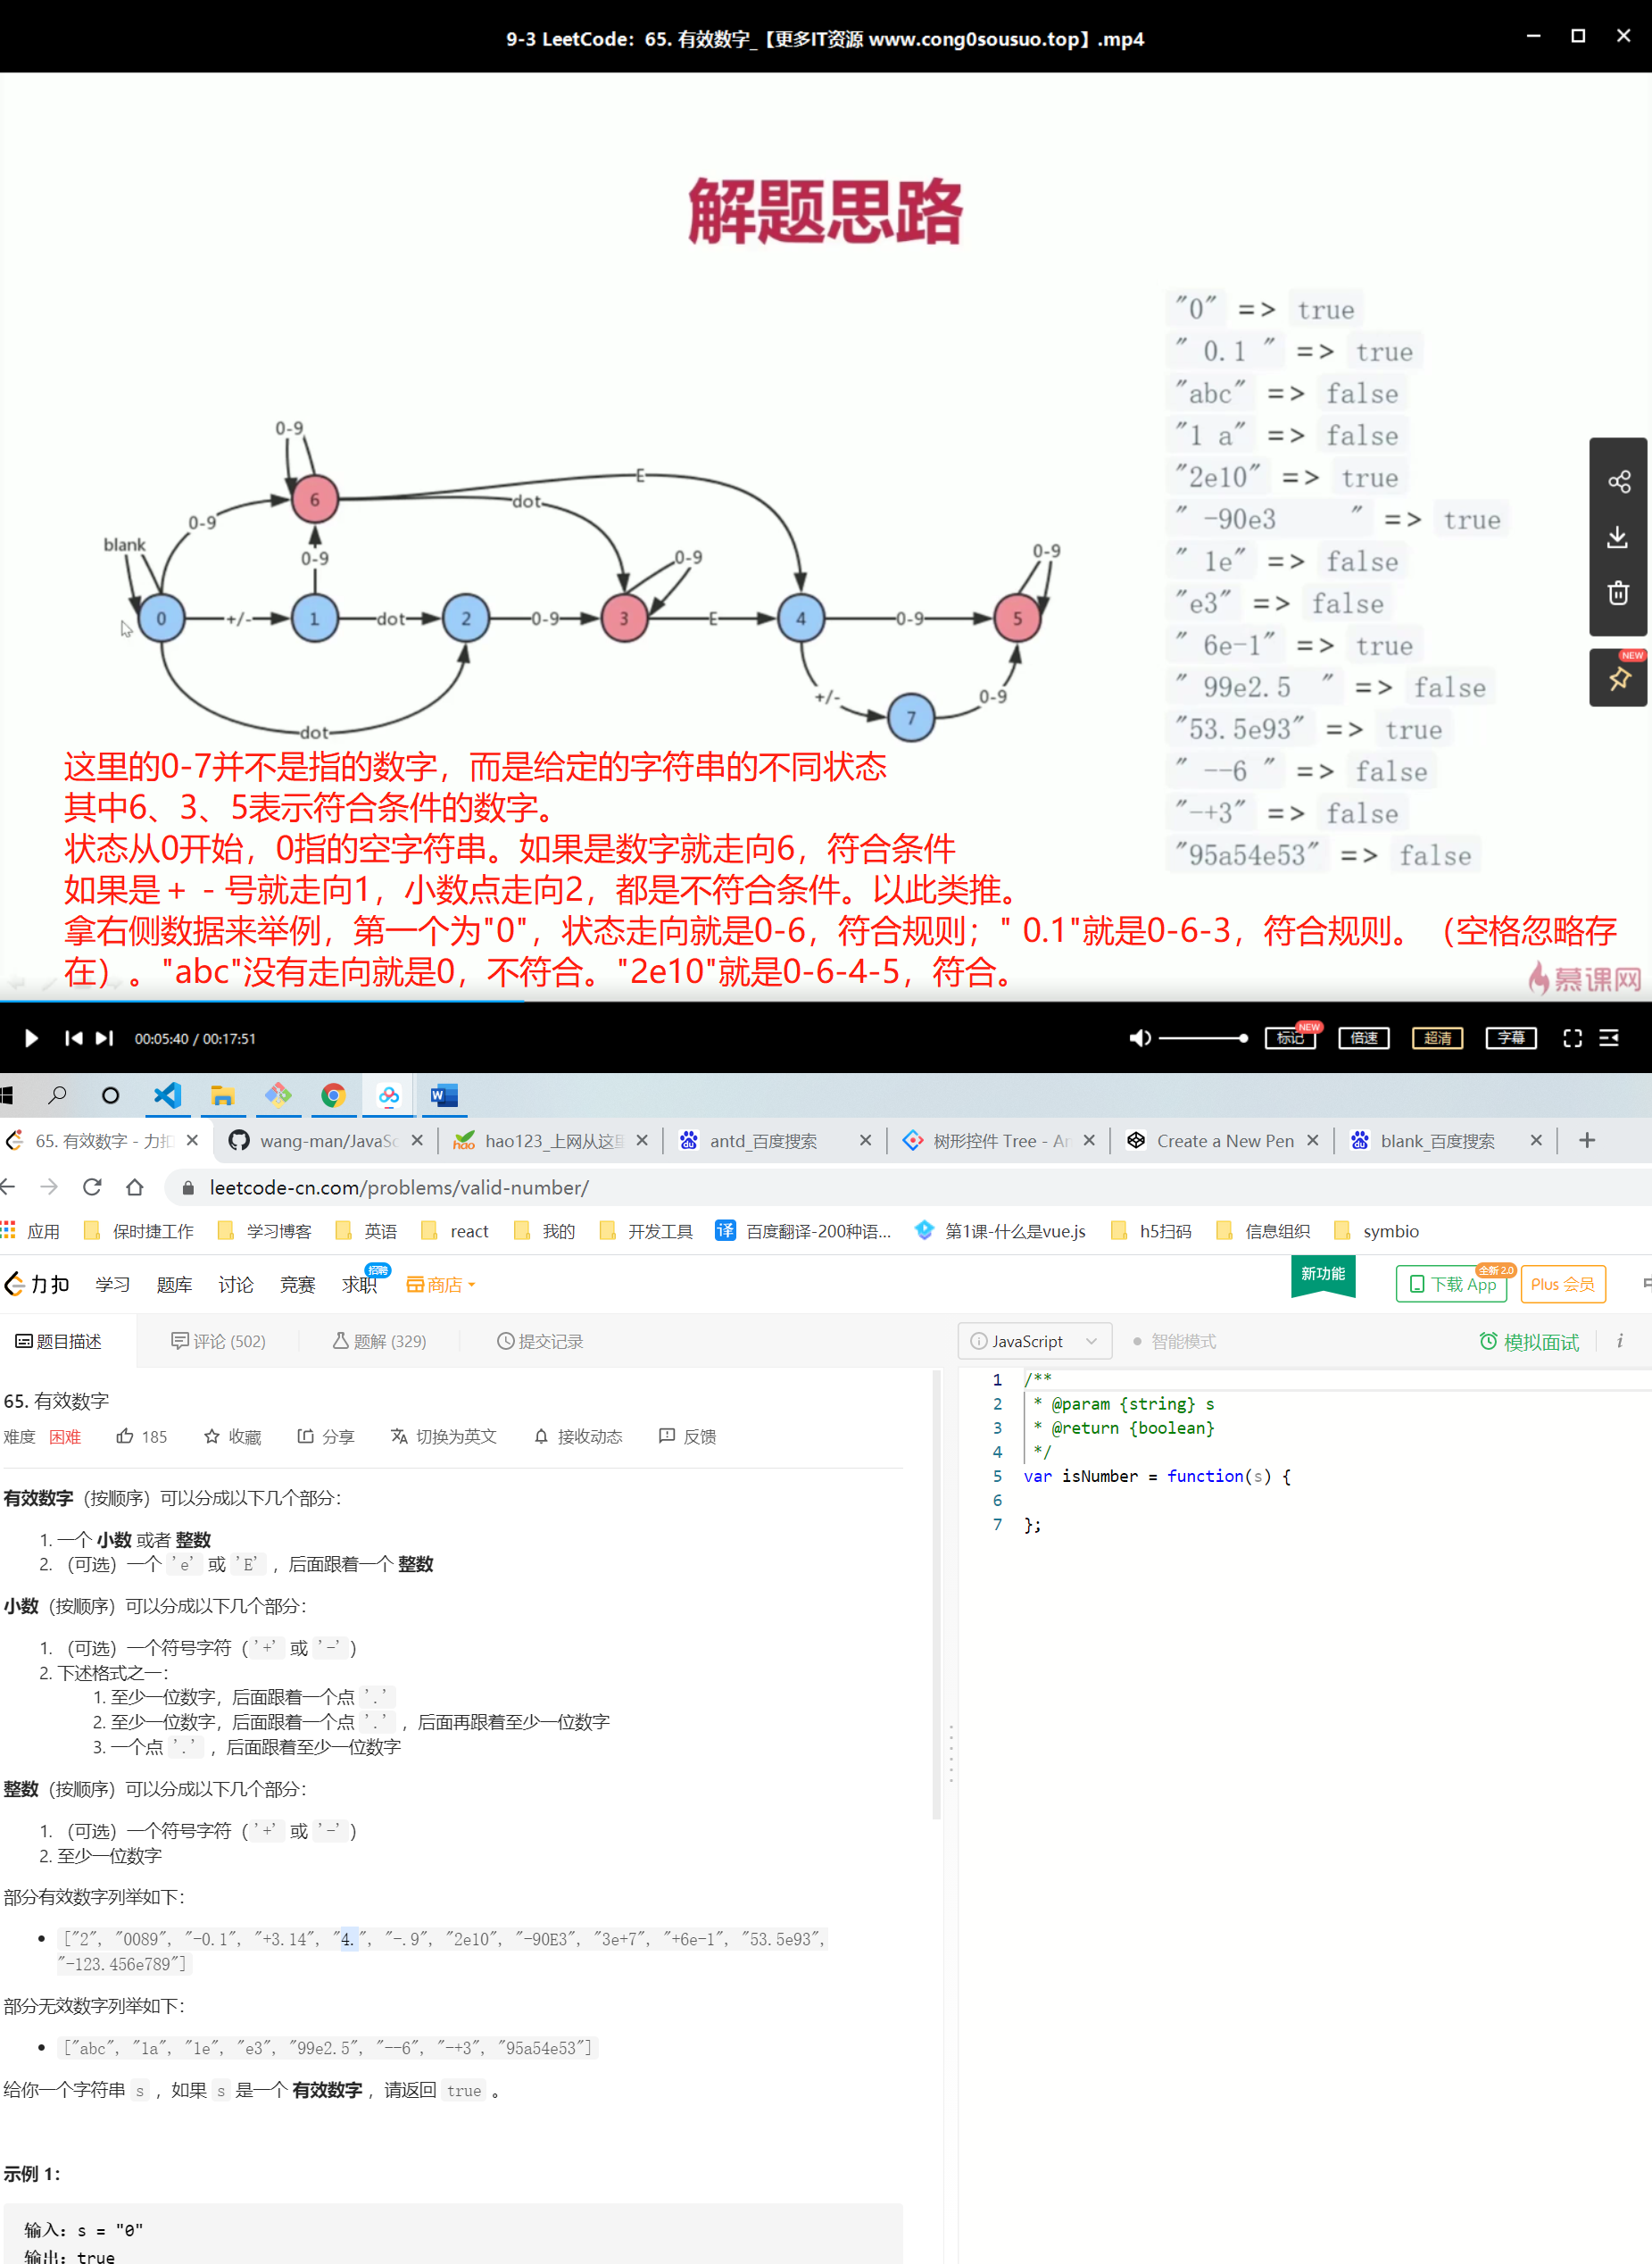 9-3 LeetCode：65. 有效数字_【更多IT资源 www.cong0sousuo.top】.mp4
解题思路
"0" => true
" 0.1 " => true
"abc" => false
"1 a" => false
"2e10" => true
" -90e3      " => true
" 1e" => false
"e3" => false
" 6e-1" => true
" 99e2.5  " => false
"53.5e93" => true
" --6 " => false
"-+3" => false
"95a54e53" => false
0-9
6
E
dot
0-9
blank
0-9
0-9
0-9
0
+/-
1
dot
2
0-9
3
E
4
0-9
5
+/-
7
0-9
dot
NEW
这里的0-7并不是指的数字，而是给定的字符串的不同状态
其中6、3、5表示符合条件的数字。
状态从0开始，0指的空字符串。如果是数字就走向6，符合条件
如果是 + - 号就走向1，小数点走向2，都是不符合条件。以此类推。
拿右侧数据来举例，第一个为"0"，状态走向就是0-6，符合规则；" 0.1"就是0-6-3，符合规则。（空格忽略存
在）。"abc"没有走向就是0，不符合。"2e10"就是0-6-4-5，符合。
慕课网
00:05:40 / 00:17:51
标记 NEW 倍速 超清 字幕
65. 有效数字 - 力扣 wang-man/JavaSc hao123_上网从这里 antd_百度搜索 树形控件 Tree - An Create a New Pen blank_百度搜索
leetcode-cn.com/problems/valid-number/
应用 保时捷工作 学习博客 英语 react 我的 开发工具 百度翻译-200种语... 第1课-什么是vue.js h5扫码 信息组织 symbio
力扣 学习 题库 讨论 竞赛 求职 招聘 商店 新功能 下载 App 全新 2.0 Plus 会员
题目描述 评论 (502) 题解 (329) 提交记录 JavaScript 智能模式 模拟面试 i
65. 有效数字
难度 困难 185 收藏 分享 切换为英文 接收动态 反馈
有效数字（按顺序）可以分成以下几个部分：
1. 一个 小数 或者 整数
2. （可选）一个 'e' 或 'E' ，后面跟着一个 整数
小数（按顺序）可以分成以下几个部分：
1. （可选）一个符号字符（'+' 或 '-'）
2. 下述格式之一：
1. 至少一位数字，后面跟着一个点 '.'
2. 至少一位数字，后面跟着一个点 '.' ，后面再跟着至少一位数字
3. 一个点 '.' ，后面跟着至少一位数字
整数（按顺序）可以分成以下几个部分：
1. （可选）一个符号字符（'+' 或 '-'）
2. 至少一位数字
部分有效数字列举如下：
["2", "0089", "-0.1", "+3.14", "4.", "-.9", "2e10", "-90E3", "3e+7", "+6e-1", "53.5e93",
"-123.456e789"]
部分无效数字列举如下：
["abc", "1a", "1e", "e3", "99e2.5", "--6", "-+3", "95a54e53"]
给你一个字符串 s ，如果 s 是一个 有效数字 ，请返回 true 。
示例 1：
输入：s = "0"
输出：true
1 /**
2 * @param {string} s
3 * @return {boolean}
4 */
5 var isNumber = function(s) {
6
7 };